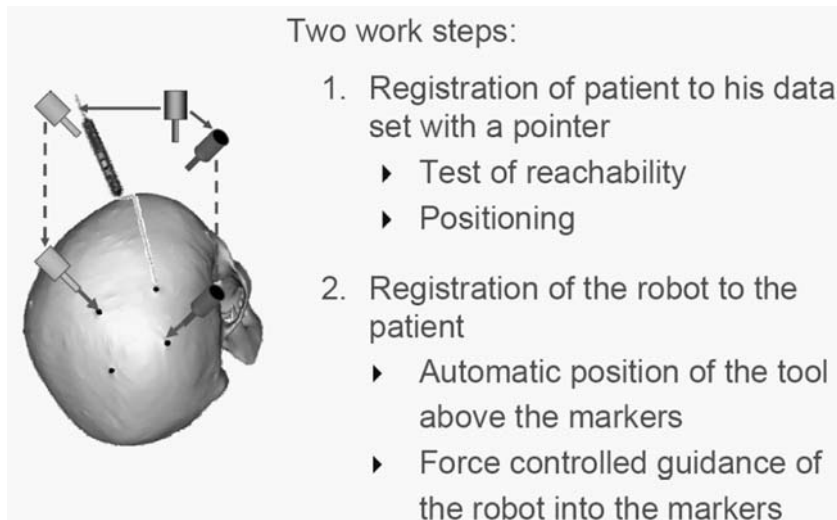 Two work steps:
1. Registration of patient to his data
set with a pointer
‣ Test of reachability
‣ Positioning
2. Registration of the robot to the
patient
‣ Automatic position of the tool
above the markers
‣ Force controlled guidance of
the robot into the markers